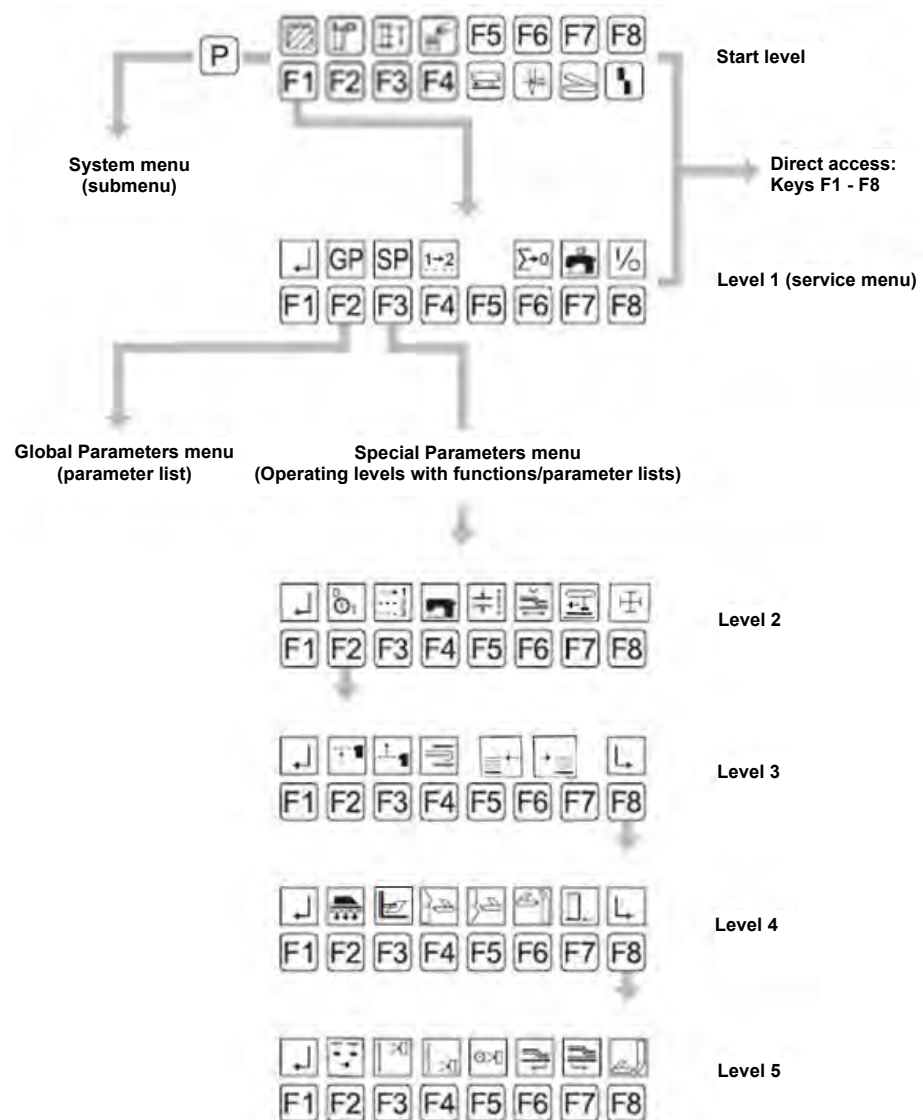 F5 F6 F7 F8
P
Start level
F1 F2 F3 F4
System menu
(submenu)
Direct access:
Keys F1 - F8
GP SP 1→2 Σ→0 1/0
Level 1 (service menu)
F1 F2 F3 F4 F5 F6 F7 F8
Global Parameters menu
(parameter list)
Special Parameters menu
(Operating levels with functions/parameter lists)
Level 2
F1 F2 F3 F4 F5 F6 F7 F8
Level 3
F1 F2 F3 F4 F5 F6 F7 F8
Level 4
F1 F2 F3 F4 F5 F6 F7 F8
Level 5
F1 F2 F3 F4 F5 F6 F7 F8